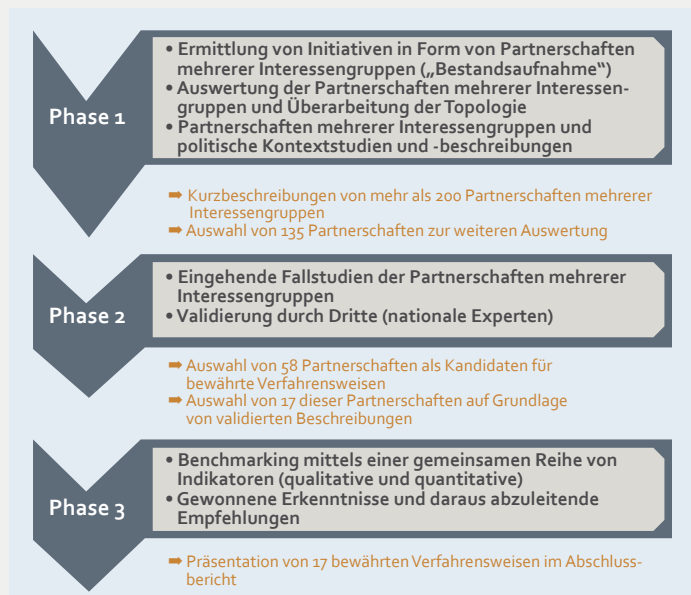 Phase 1
• Ermittlung von Initiativen in Form von Partnerschaften
mehrerer Interessengruppen („Bestandsaufnahme“)
• Auswertung der Partnerschaften mehrerer Interessen-
gruppen und Überarbeitung der Topologie
• Partnerschaften mehrerer Interessengruppen und
politische Kontextstudien und -beschreibungen
➡ Kurzbeschreibungen von mehr als 200 Partnerschaften mehrerer
Interessengruppen
➡ Auswahl von 135 Partnerschaften zur weiteren Auswertung
Phase 2
• Eingehende Fallstudien der Partnerschaften mehrerer
Interessengruppen
• Validierung durch Dritte (nationale Experten)
➡ Auswahl von 58 Partnerschaften als Kandidaten für
bewährte Verfahrensweisen
➡ Auswahl von 17 dieser Partnerschaften auf Grundlage
von validierten Beschreibungen
Phase 3
• Benchmarking mittels einer gemeinsamen Reihe von
Indikatoren (qualitative und quantitative)
• Gewonnene Erkenntnisse und daraus abzuleitende
Empfehlungen
➡ Präsentation von 17 bewährten Verfahrensweisen im Abschluss-
bericht